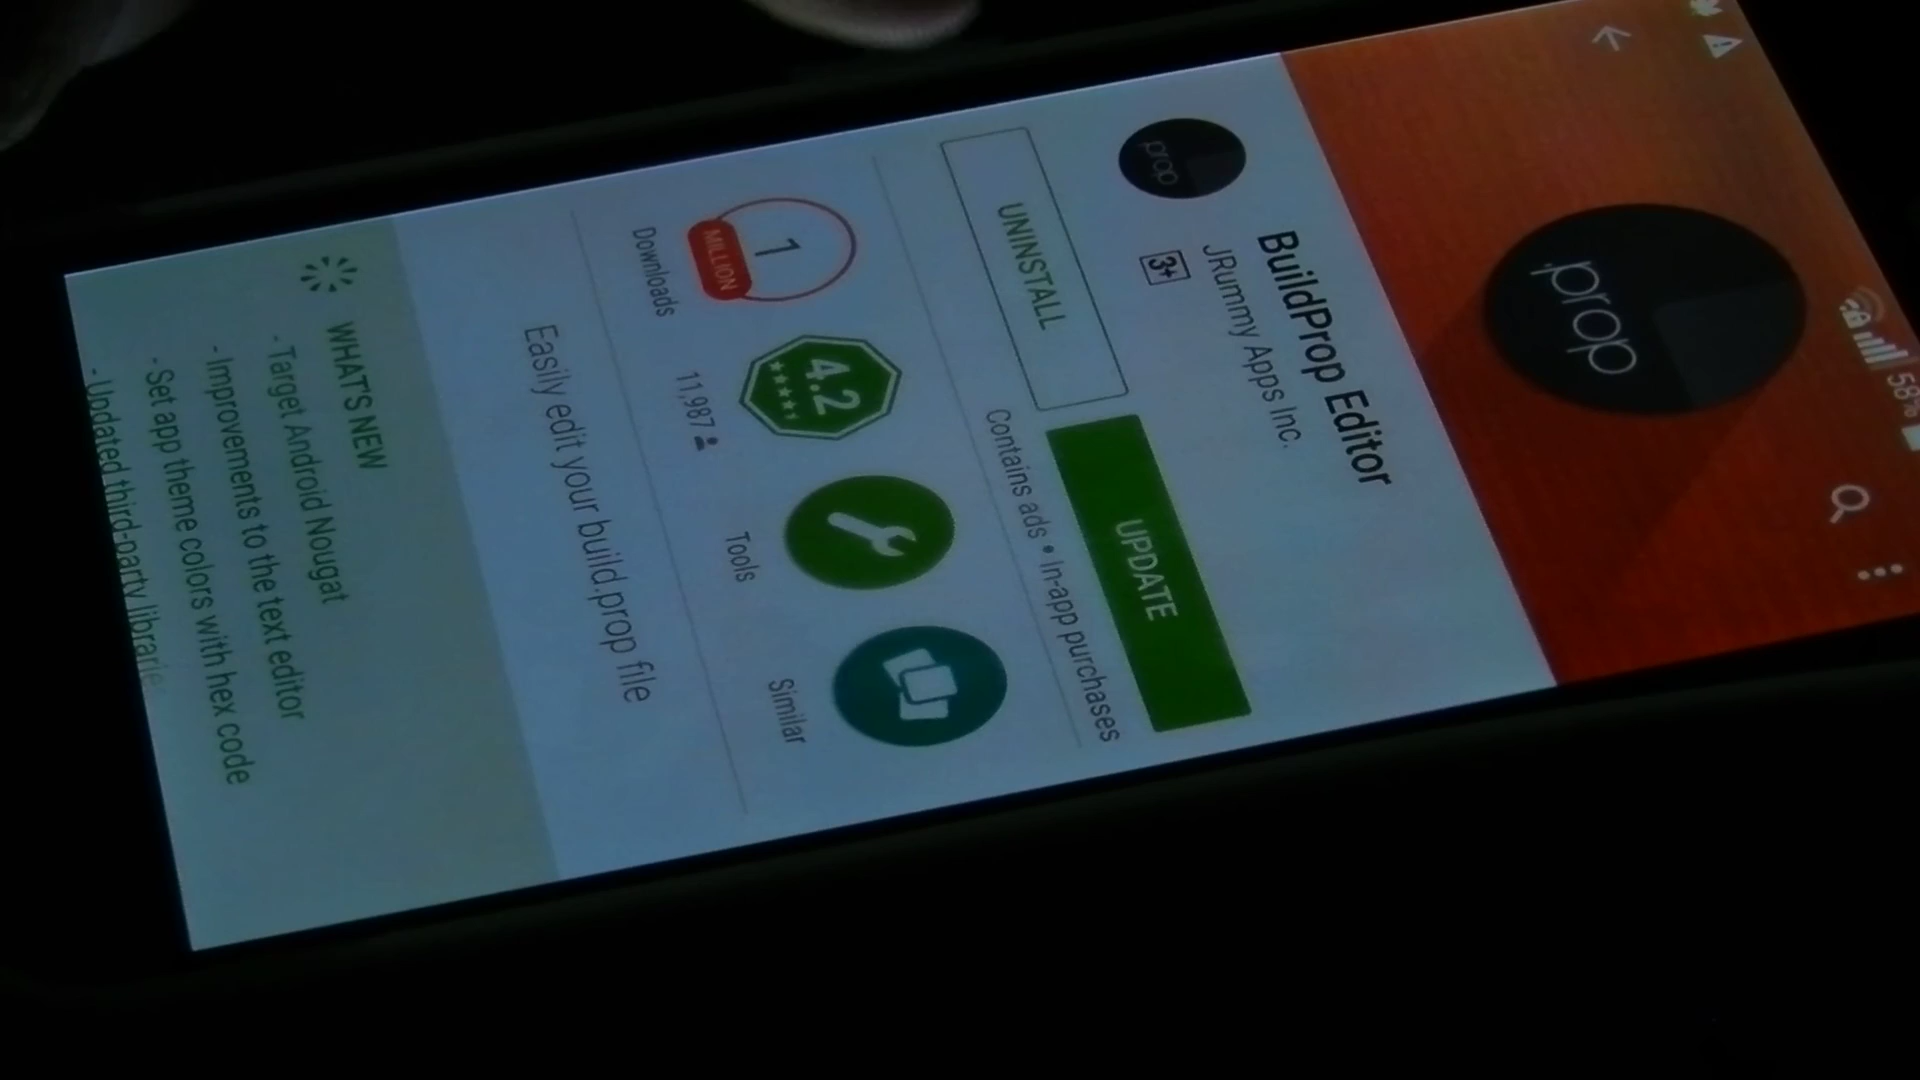 58%
.prop
prop
BuildProp Editor
JRummy Apps Inc.
3+
UNINSTALL
UPDATE
Contains ads • In-app purchases
1
MILLION
4.2
Downloads
11,987
Tools
Similar
Easily edit your build.prop file
WHAT'S NEW
- Target Android Nougat
- Improvements to the text editor
- Set app theme colors with hex code
- Updated third-party